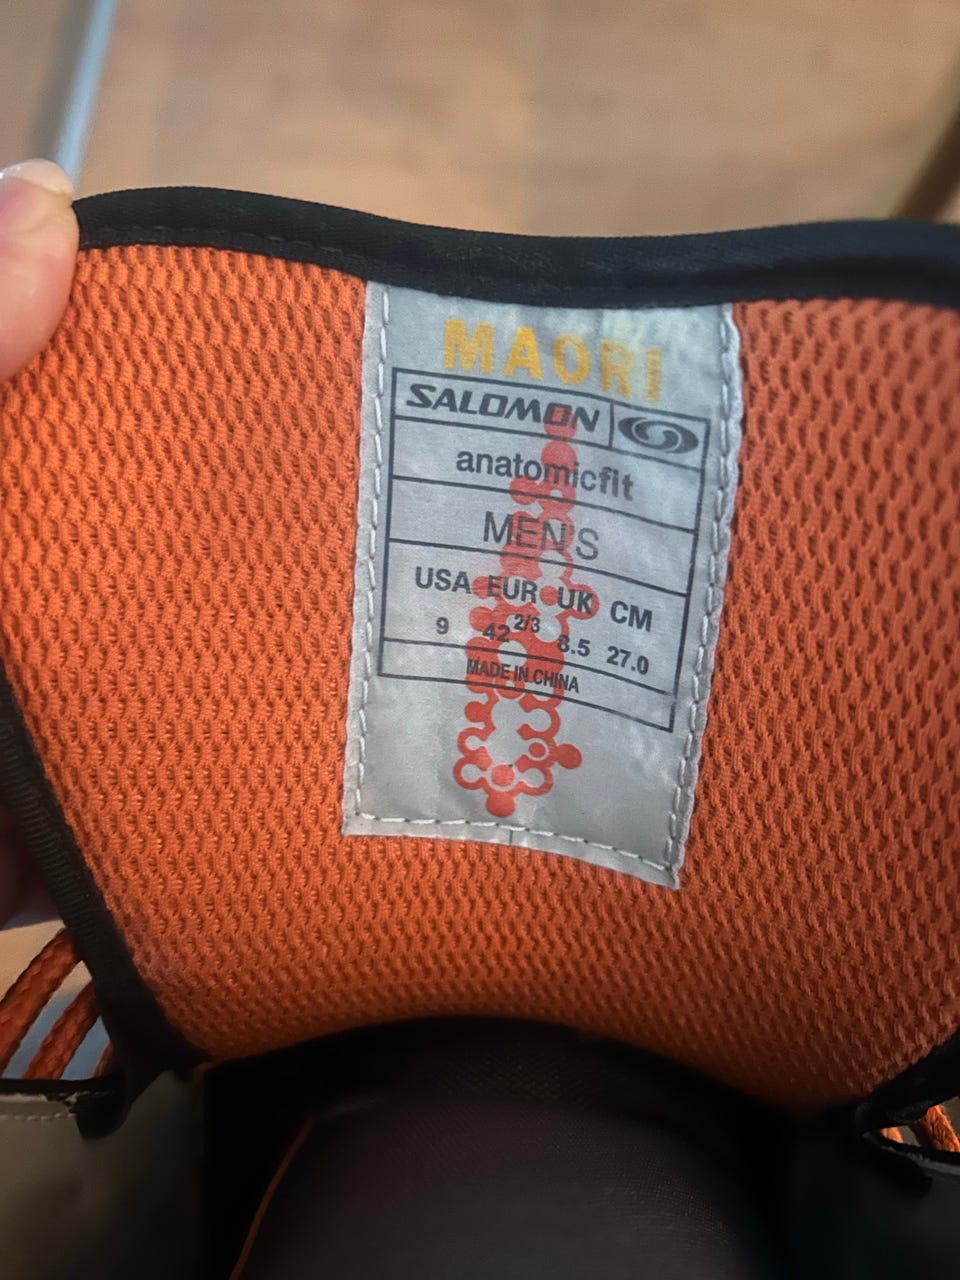 MAORI
SALOMON
anatomicfit
MEN'S
USA EUR UK CM
9 42 2/3 8.5 27.0
MADE IN CHINA